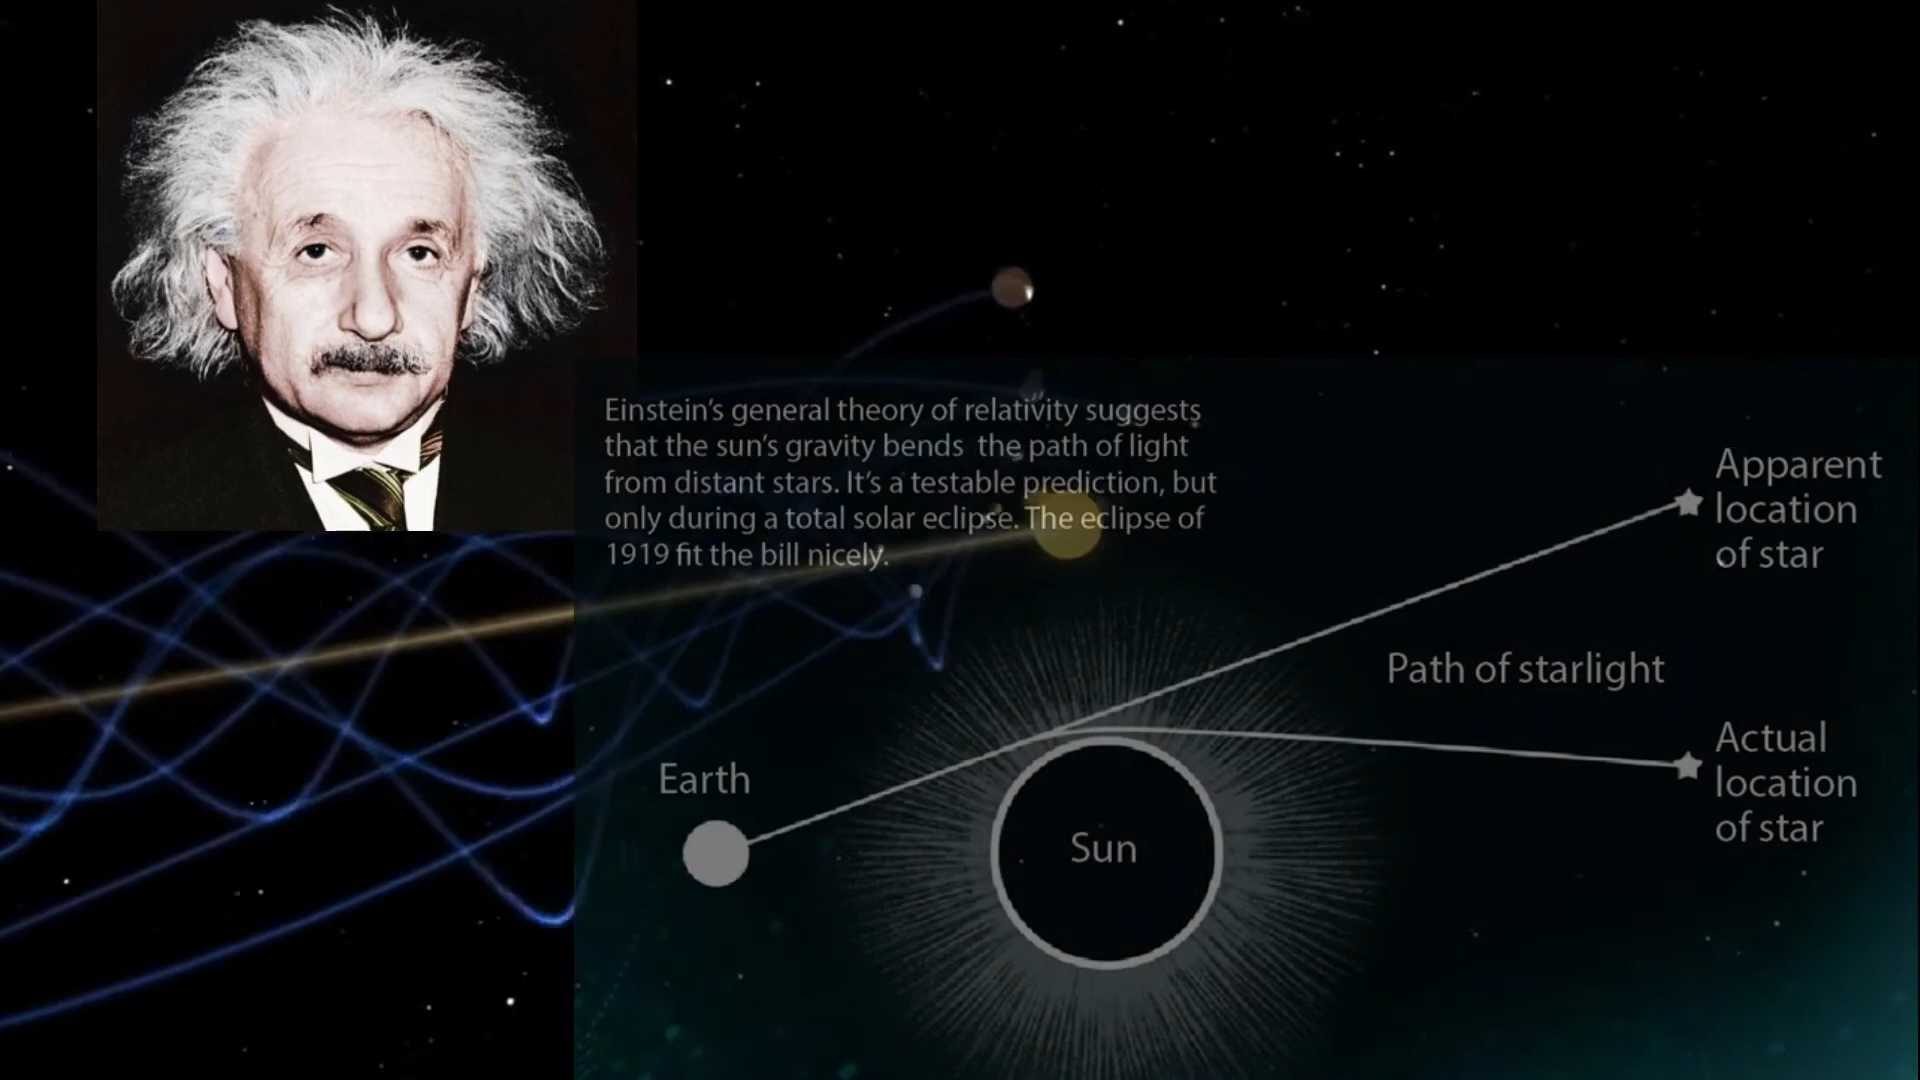 Einstein's general theory of relativity suggests
that the sun's gravity bends  the path of light
from distant stars. It's a testable prediction, but
only during a total solar eclipse. The eclipse of
1919 fit the bill nicely.
Apparent
location
of star
Path of starlight
Actual
location
of star
Earth
Sun